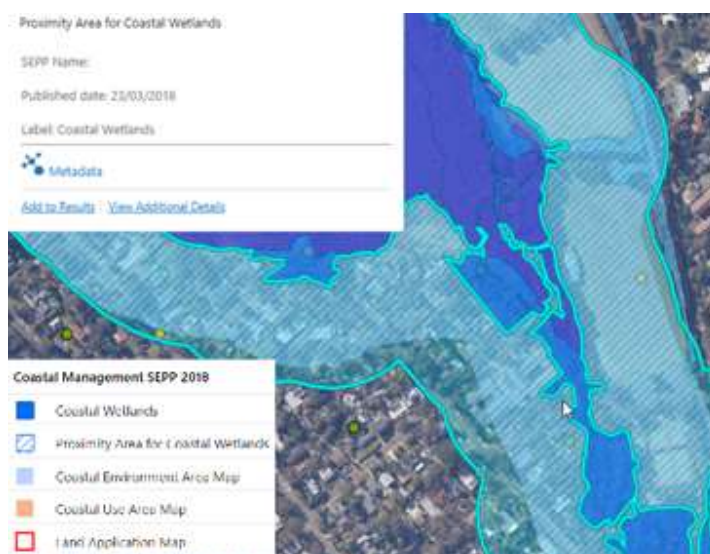 Proximity Area for Coastal Wetlands
SEPP Name:
Published date: 23/03/2018
Label: Coastal Wetlands
Metadata
Add to Results View Additional Details
Coastal Management SEPP 2018
Coastal Wetlands
Proximity Area for Coastal Wetlands
Coastal Environment Area Map
Coastal Use Area Map
Land Application Map